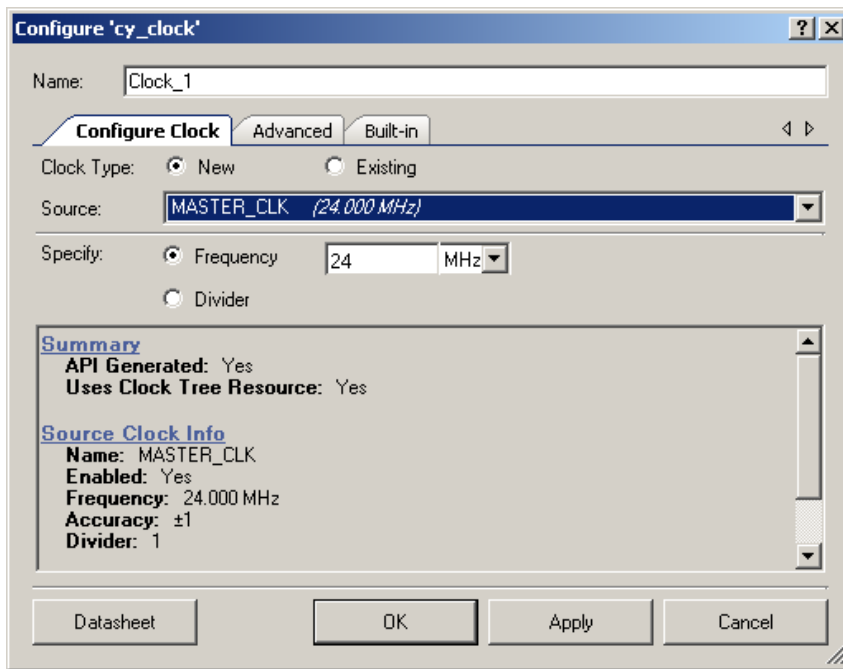 Configure 'cy_clock'
Name: Clock_1
Configure Clock Advanced Built-in
Clock Type: New Existing
Source: MASTER_CLK (24.000 MHz)
Specify: Frequency 24 MHz
Divider
Summary
API Generated: Yes
Uses Clock Tree Resource: Yes
Source Clock Info
Name: MASTER_CLK
Enabled: Yes
Frequency: 24.000 MHz
Accuracy: ±1
Divider: 1
Datasheet OK Apply Cancel